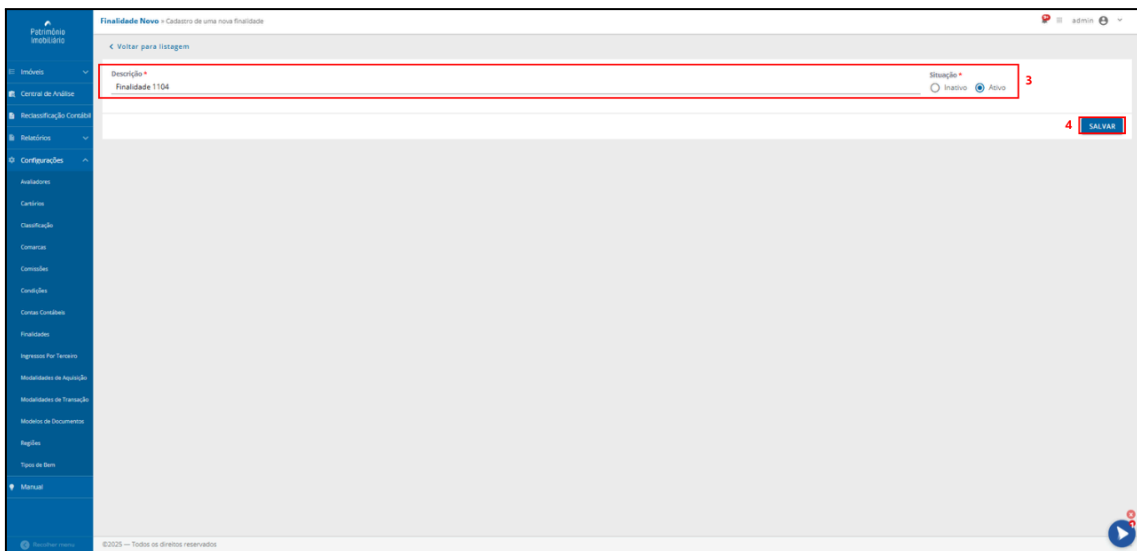 Patrimônio
Imobiliário
Finalidade Novo » Cadastro de uma nova finalidade
9+
admin
Voltar para listagem
Imóveis
Central de Análise
Reclassificação Contábil
Relatórios
Configurações
Avaliadores
Cartórios
Classificação
Comarcas
Comissões
Condições
Contas Contábeis
Finalidades
Ingressos Por Terceiro
Modalidades de Aquisição
Modalidades de Transação
Modelos de Documentos
Regiões
Tipos de Bem
Manual
Recolher menu
Descrição *
Finalidade 1104
Situação *
Inativo Ativo
3
4 SALVAR
©2025 — Todos os direitos reservados